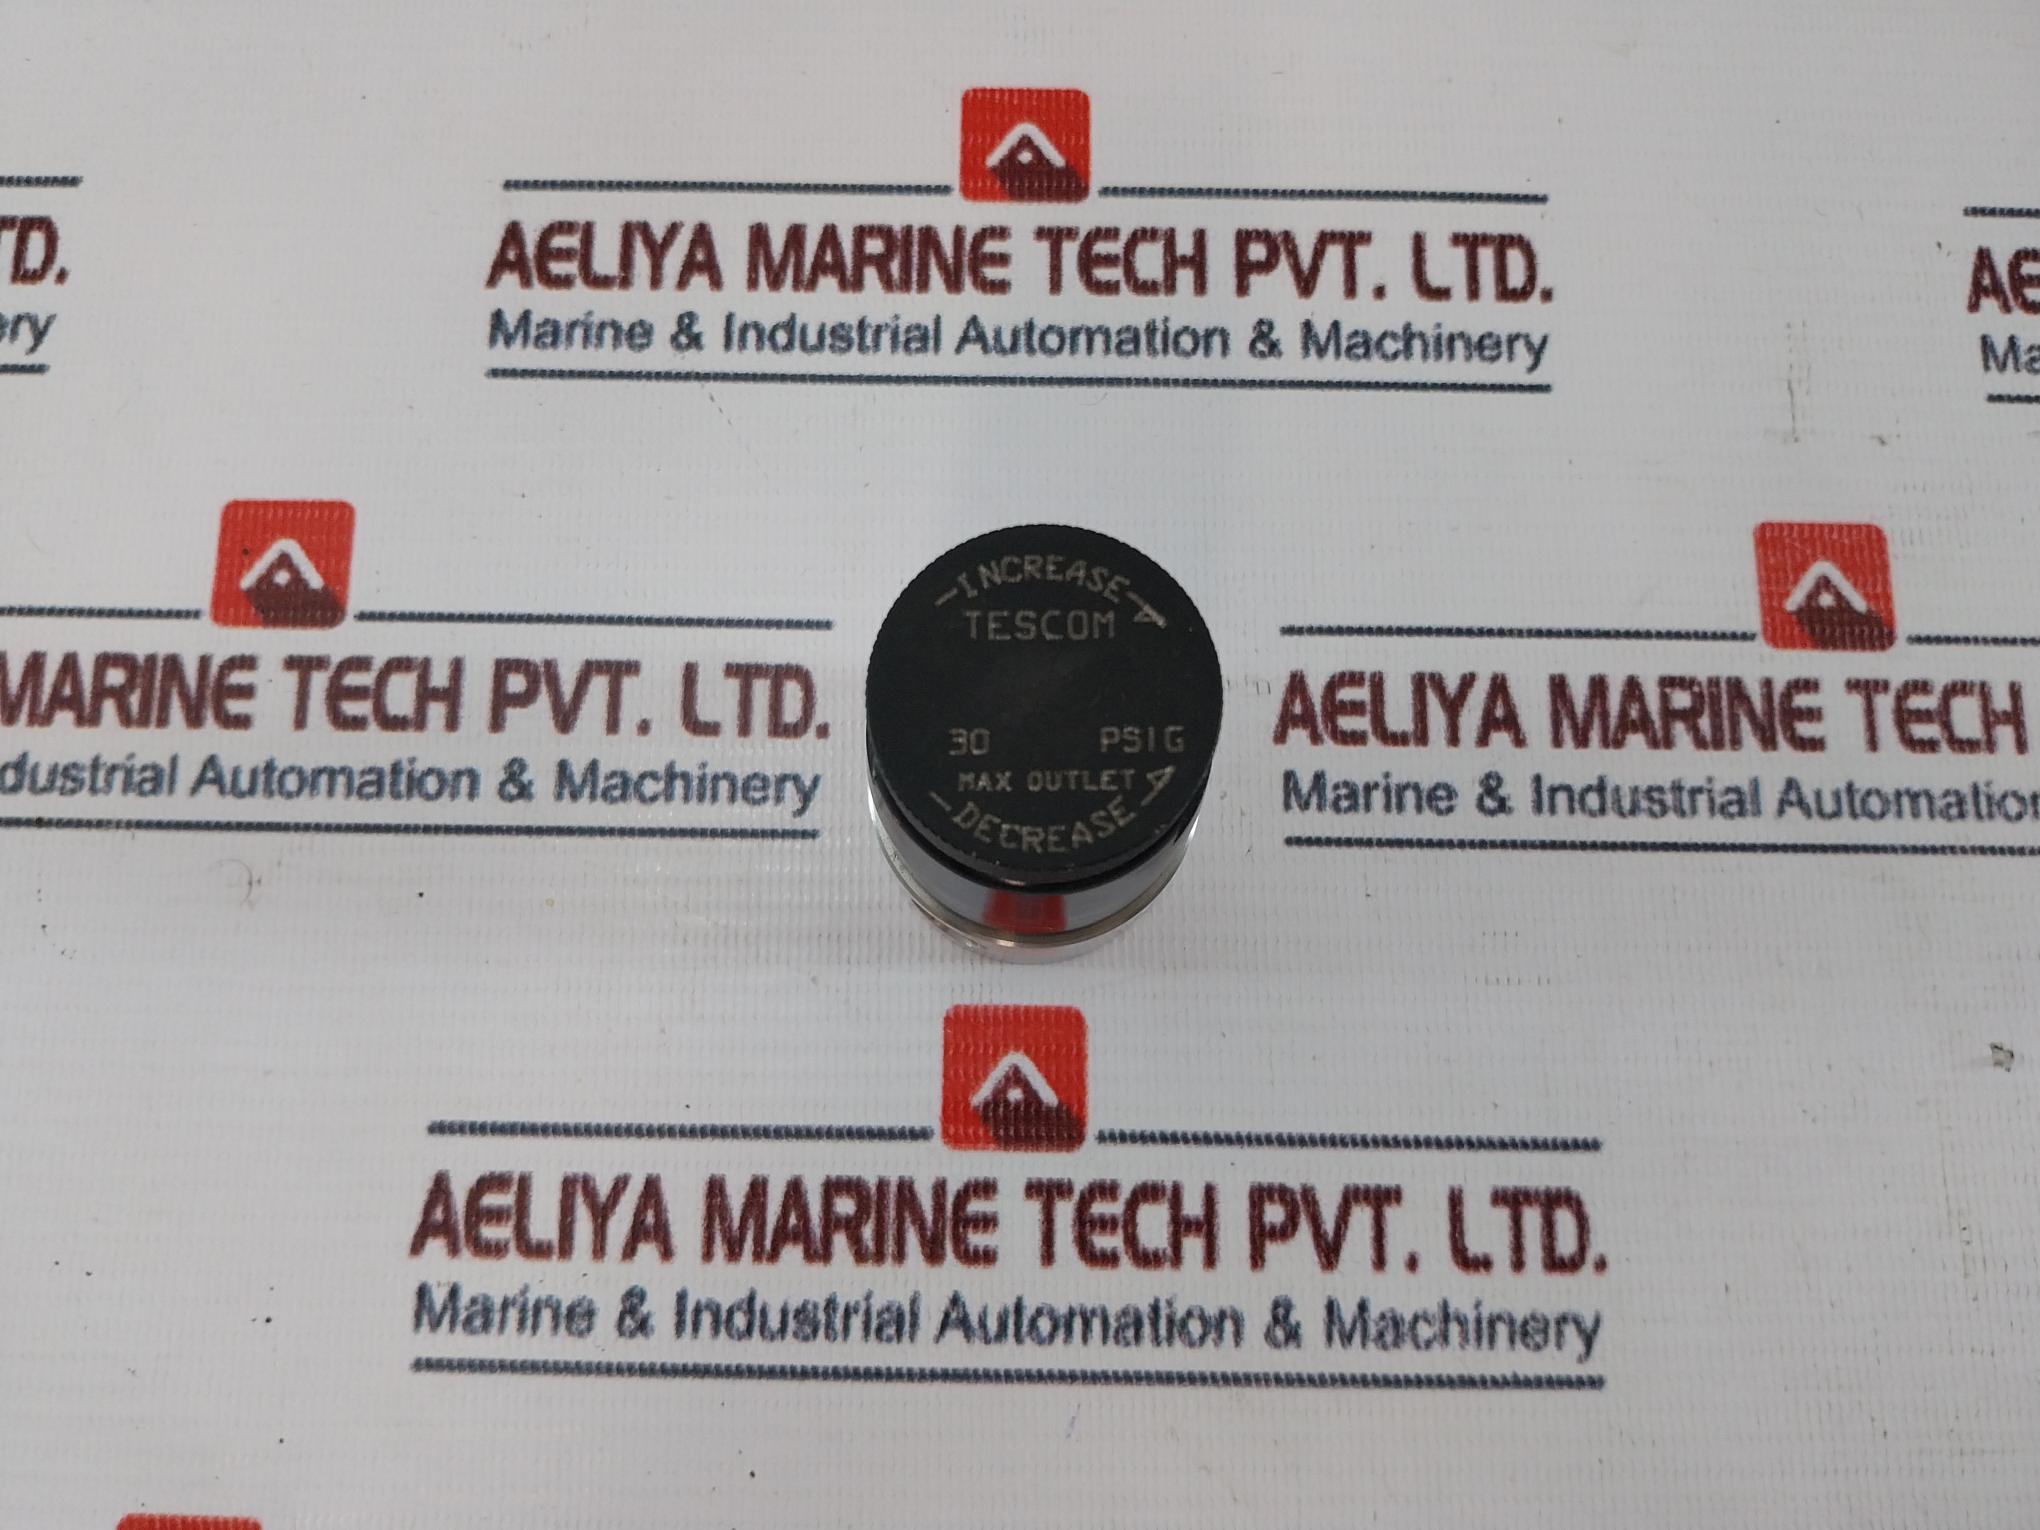 TD.
ery
AELIYA MARINE TECH PVT. LTD.
Marine & Industrial Automation & Machinery
AE
Ma
MARINE TECH PVT. LTD.
dustrial Automation & Machinery
INCREASE
TESCOM
30 PSIG
MAX OUTLET
DECREASE
AELIYA MARINE TECH
Marine & Industrial Automation
AELIYA MARINE TECH PVT. LTD.
Marine & Industrial Automation & Machinery